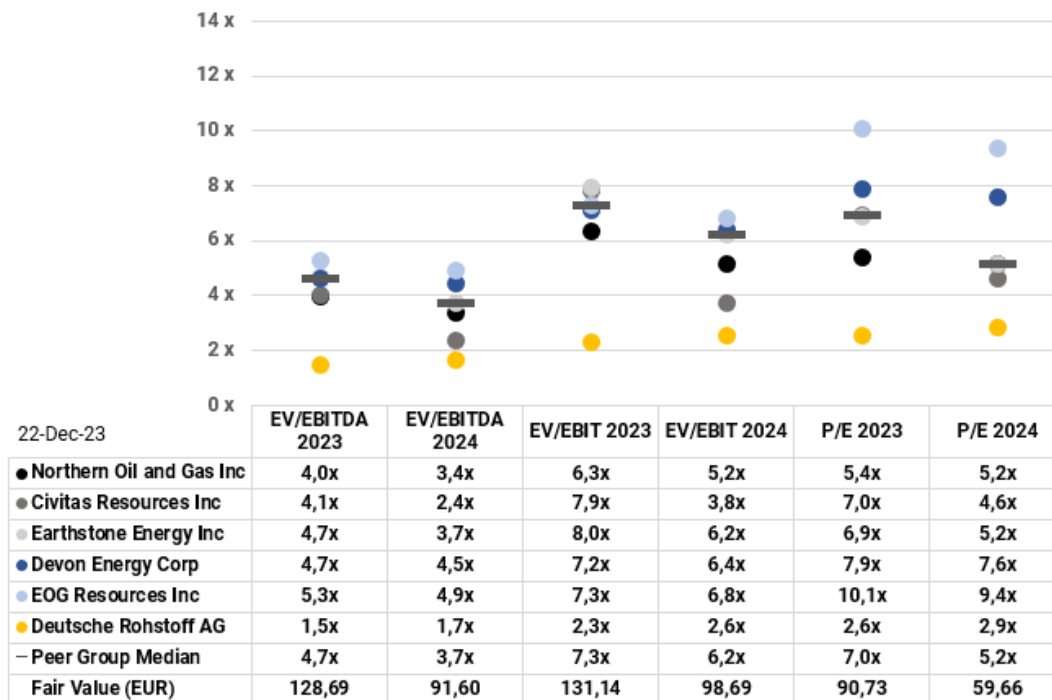 14 x
12 x
10 x
8 x
6 x
4 x
2 x
0 x
22-Dec-23 EV/EBITDA 2023 EV/EBITDA 2024 EV/EBIT 2023 EV/EBIT 2024 P/E 2023 P/E 2024
Northern Oil and Gas Inc 4,0x 3,4x 6,3x 5,2x 5,4x 5,2x
Civitas Resources Inc 4,1x 2,4x 7,9x 3,8x 7,0x 4,6x
Earthstone Energy Inc 4,7x 3,7x 8,0x 6,2x 6,9x 5,2x
Devon Energy Corp 4,7x 4,5x 7,2x 6,4x 7,9x 7,6x
EOG Resources Inc 5,3x 4,9x 7,3x 6,8x 10,1x 9,4x
Deutsche Rohstoff AG 1,5x 1,7x 2,3x 2,6x 2,6x 2,9x
Peer Group Median 4,7x 3,7x 7,3x 6,2x 7,0x 5,2x
Fair Value (EUR) 128,69 91,60 131,14 98,69 90,73 59,66